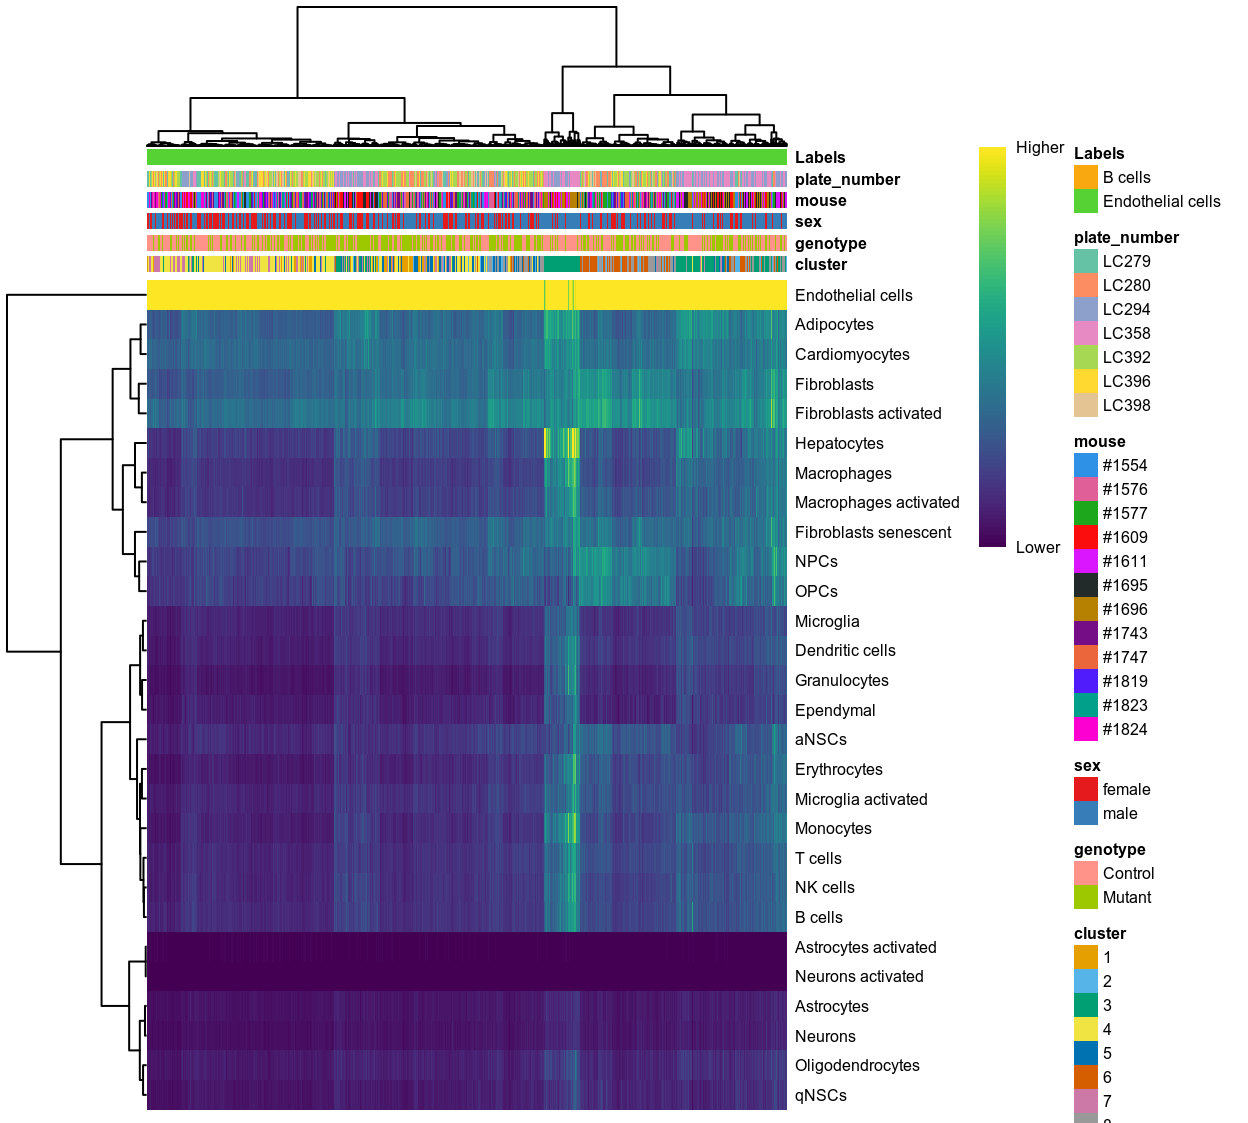 Labels
plate_number
mouse
sex
genotype
cluster
Endothelial cells
Adipocytes
Cardiomyocytes
Fibroblasts
Fibroblasts activated
Hepatocytes
Macrophages
Macrophages activated
Fibroblasts senescent
NPCs
OPCs
Microglia
Dendritic cells
Granulocytes
Ependymal
aNSCs
Erythrocytes
Microglia activated
Monocytes
T cells
NK cells
B cells
Astrocytes activated
Neurons activated
Astrocytes
Neurons
Oligodendrocytes
qNSCs
Higher
Lower
Labels
B cells
Endothelial cells
plate_number
LC279
LC280
LC294
LC358
LC392
LC396
LC398
mouse
#1554
#1576
#1577
#1609
#1611
#1695
#1696
#1743
#1747
#1819
#1823
#1824
sex
female
male
genotype
Control
Mutant
cluster
1
2
3
4
5
6
7